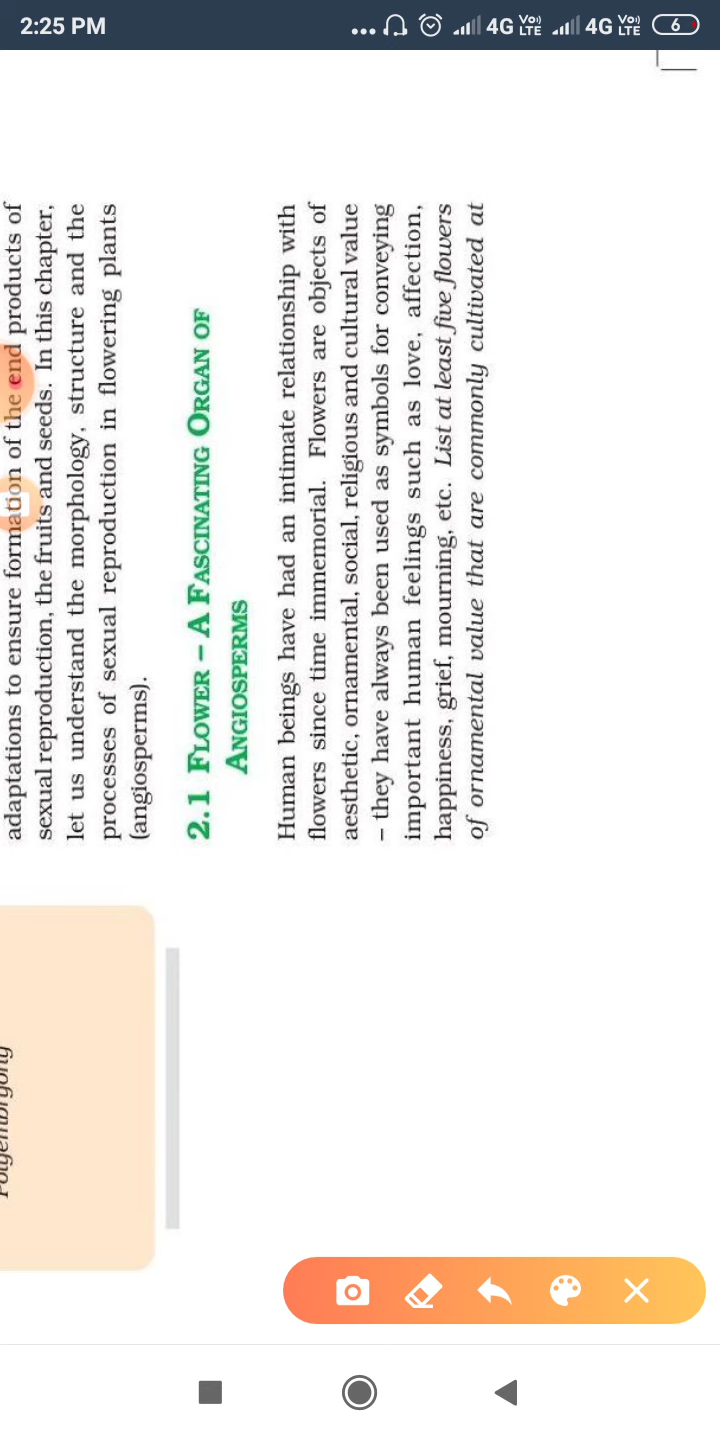 2:25 PM
4G
VoLTE
4G
VoLTE
6
adaptations to ensure formation of the end products of
sexual reproduction, the fruits and seeds. In this chapter,
let us understand the morphology, structure and the
processes of sexual reproduction in flowering plants
(angiosperms).
2.1 FLOWER – A FASCINATING ORGAN OF
ANGIOSPERMS
Human beings have had an intimate relationship with
flowers since time immemorial. Flowers are objects of
aesthetic, ornamental, social, religious and cultural value
– they have always been used as symbols for conveying
important human feelings such as love, affection,
happiness, grief, mourning, etc. List at least five flowers
of ornamental value that are commonly cultivated at
Polyembryony